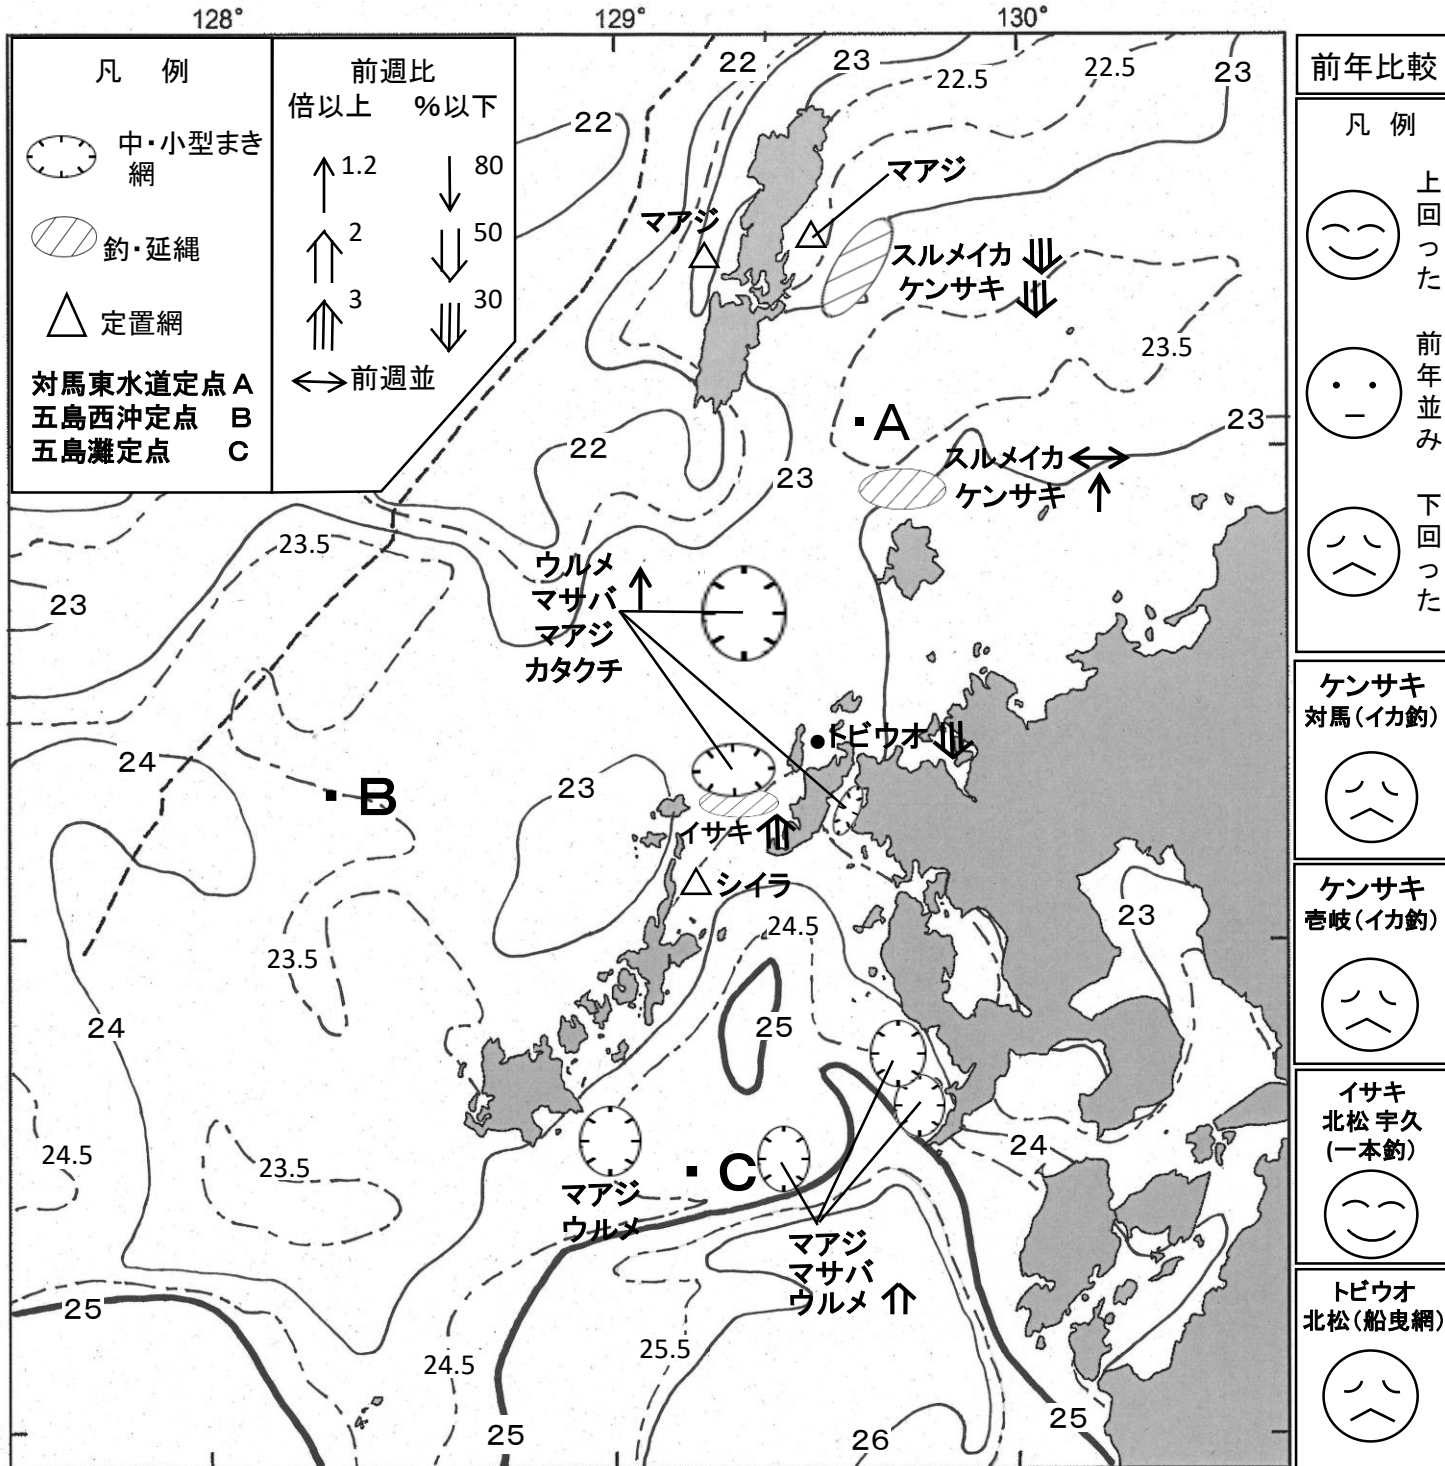 128°
129°
130°
凡 例
中・小型まき
網
釣・延縄
定置網
対馬東水道定点 A
五島西沖定点 B
五島灘定点 C
前週比
倍以上 %以下
1.2 80
2 50
3 30
前週並
22
23
22.5
22.5
23
22
マアジ
マアジ
スルメイカ
ケンサキ
23.5
A
22
23
23
スルメイカ
ケンサキ
23.5
23
ウルメ
マサバ
マアジ
カタクチ
トビウオ
24
B
23
イサキ
シイラ
23
24.5
23.5
24
25
24.5
23.5
C
24
マアジ
ウルメ
マアジ
マサバ
ウルメ
25
24.5
25.5
25
26
25
前年比較
凡 例
上回った
前年並み
下回った
ケンサキ
対馬(イカ釣)
ケンサキ
壱岐(イカ釣)
イサキ
北松 宇久
(一本釣)
トビウオ
北松(船曳網)